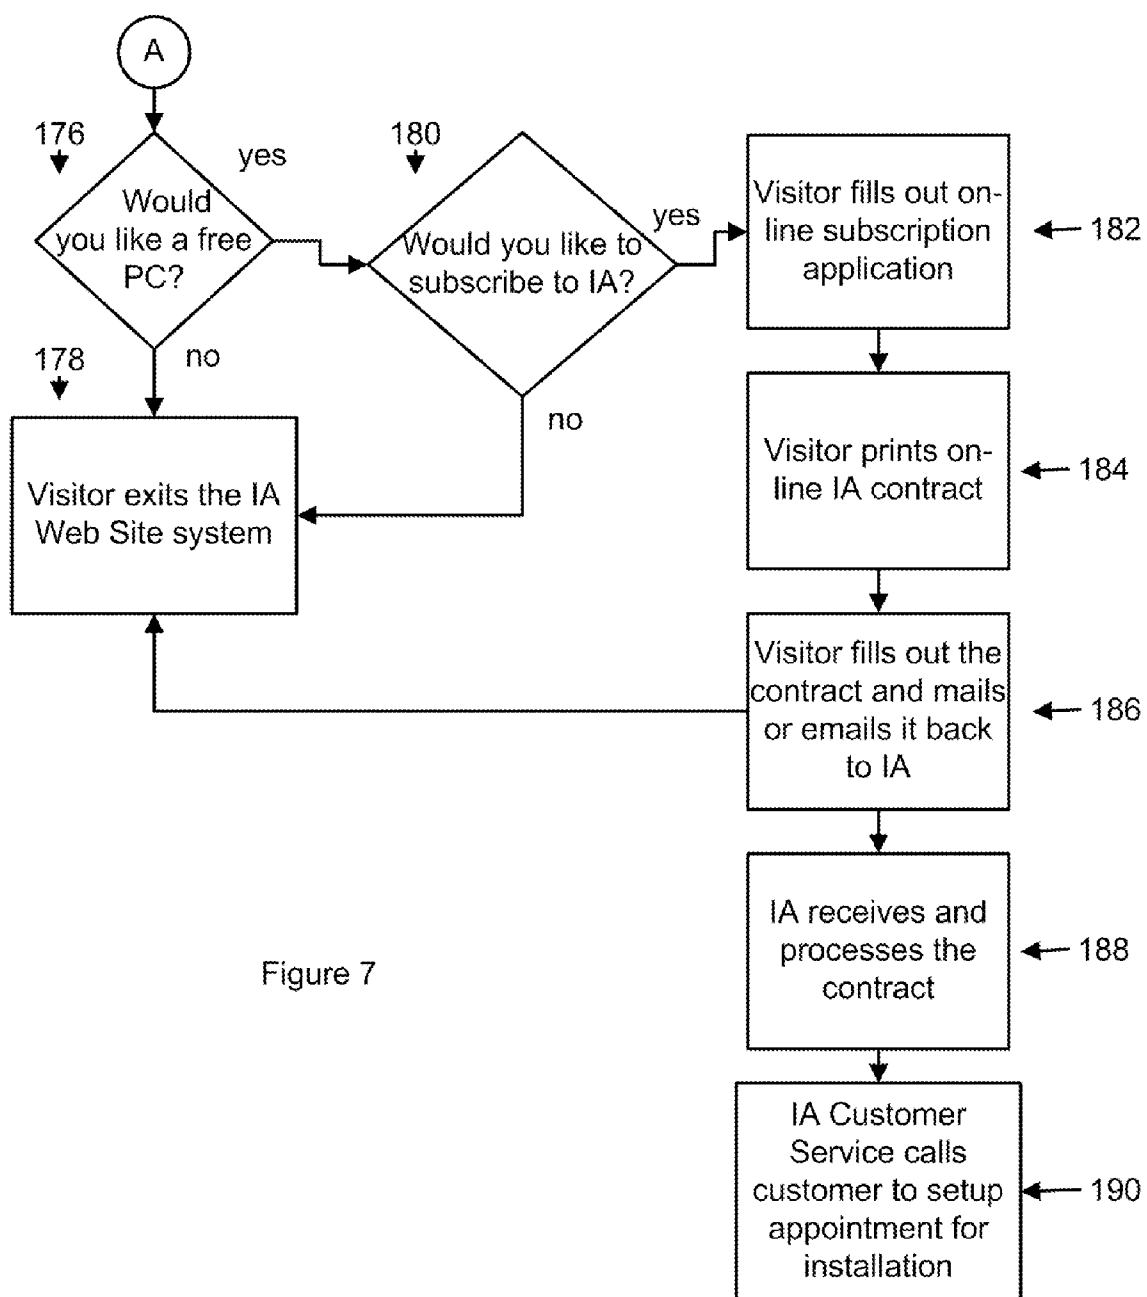 A
176
yes
Would
you like a free
PC?
no
180
Would you like to
subscribe to IA?
yes
no
178
Visitor exits the IA
Web Site system
Visitor fills out on-
line subscription
application
182
Visitor prints on-
line IA contract
184
Visitor fills out the
contract and mails
or emails it back
to IA
186
IA receives and
processes the
contract
188
IA Customer
Service calls
customer to setup
appointment for
installation
190
Figure 7